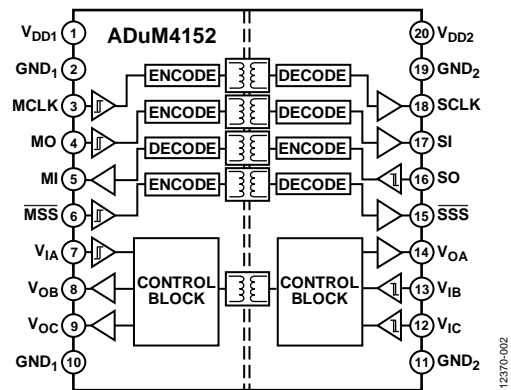 ADuM4152
VDD1 1
20 VDD2
GND1 2
19 GND2
MCLK 3
ENCODE
DECODE
18 SCLK
MO 4
ENCODE
DECODE
17 SI
MI 5
DECODE
ENCODE
16 SO
MSS 6
ENCODE
DECODE
15 SSS
VIA 7
14 VOA
VOB 8
CONTROL
BLOCK
CONTROL
BLOCK
13 VIB
VOC 9
12 VIC
GND1 10
11 GND2
12370-002